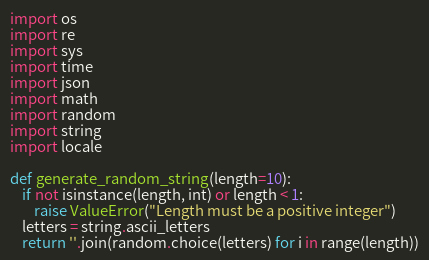 import os
import re
import sys
import time
import json
import math
import random
import string
import locale

def generate_random_string(length=10):
    if not isinstance(length, int) or length < 1:
        raise ValueError("Length must be a positive integer")
    letters = string.ascii_letters
    return ''.join(random.choice(letters) for i in range(length))